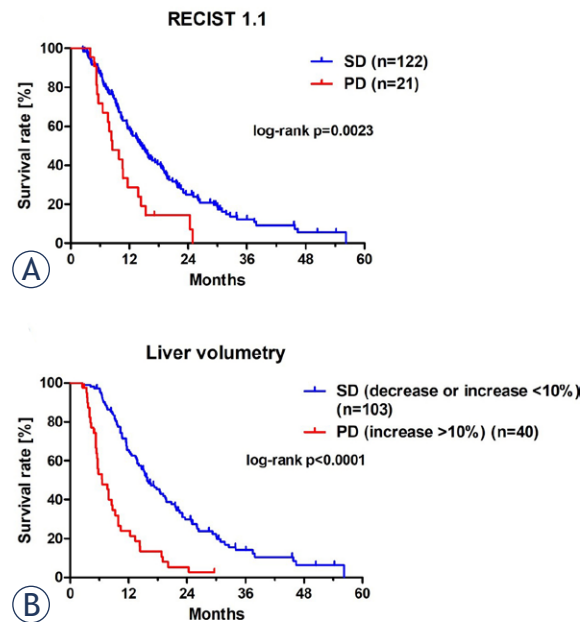 RECIST 1.1
SD (n=122)
PD (n=21)
log-rank p=0.0023
Survival rate [%]
100
80
60
40
20
0
0 12 24 36 48 60
Months
A
Liver volumetry
SD (decrease or increase <10%)
(n=103)
PD (increase >10%) (n=40)
log-rank p<0.0001
Survival rate [%]
100
80
60
40
20
0
0 12 24 36 48 60
Months
B